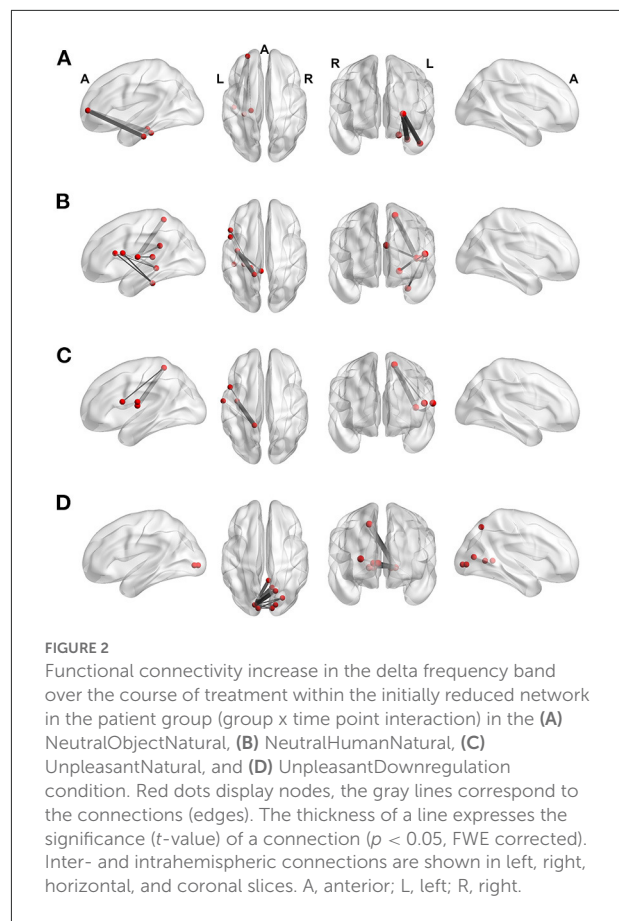 A
A
A
L
R
R
L
A
B
C
D
FIGURE 2
Functional connectivity increase in the delta frequency band
over the course of treatment within the initially reduced network
in the patient group (group x time point interaction) in the (A)
NeutralObjectNatural, (B) NeutralHumanNatural, (C)
UnpleasantNatural, and (D) UnpleasantDownregulation
condition. Red dots display nodes, the gray lines correspond to
the connections (edges). The thickness of a line expresses the
significance (t-value) of a connection (p < 0.05, FWE corrected).
Inter- and intrahemispheric connections are shown in left, right,
horizontal, and coronal slices. A, anterior; L, left; R, right.